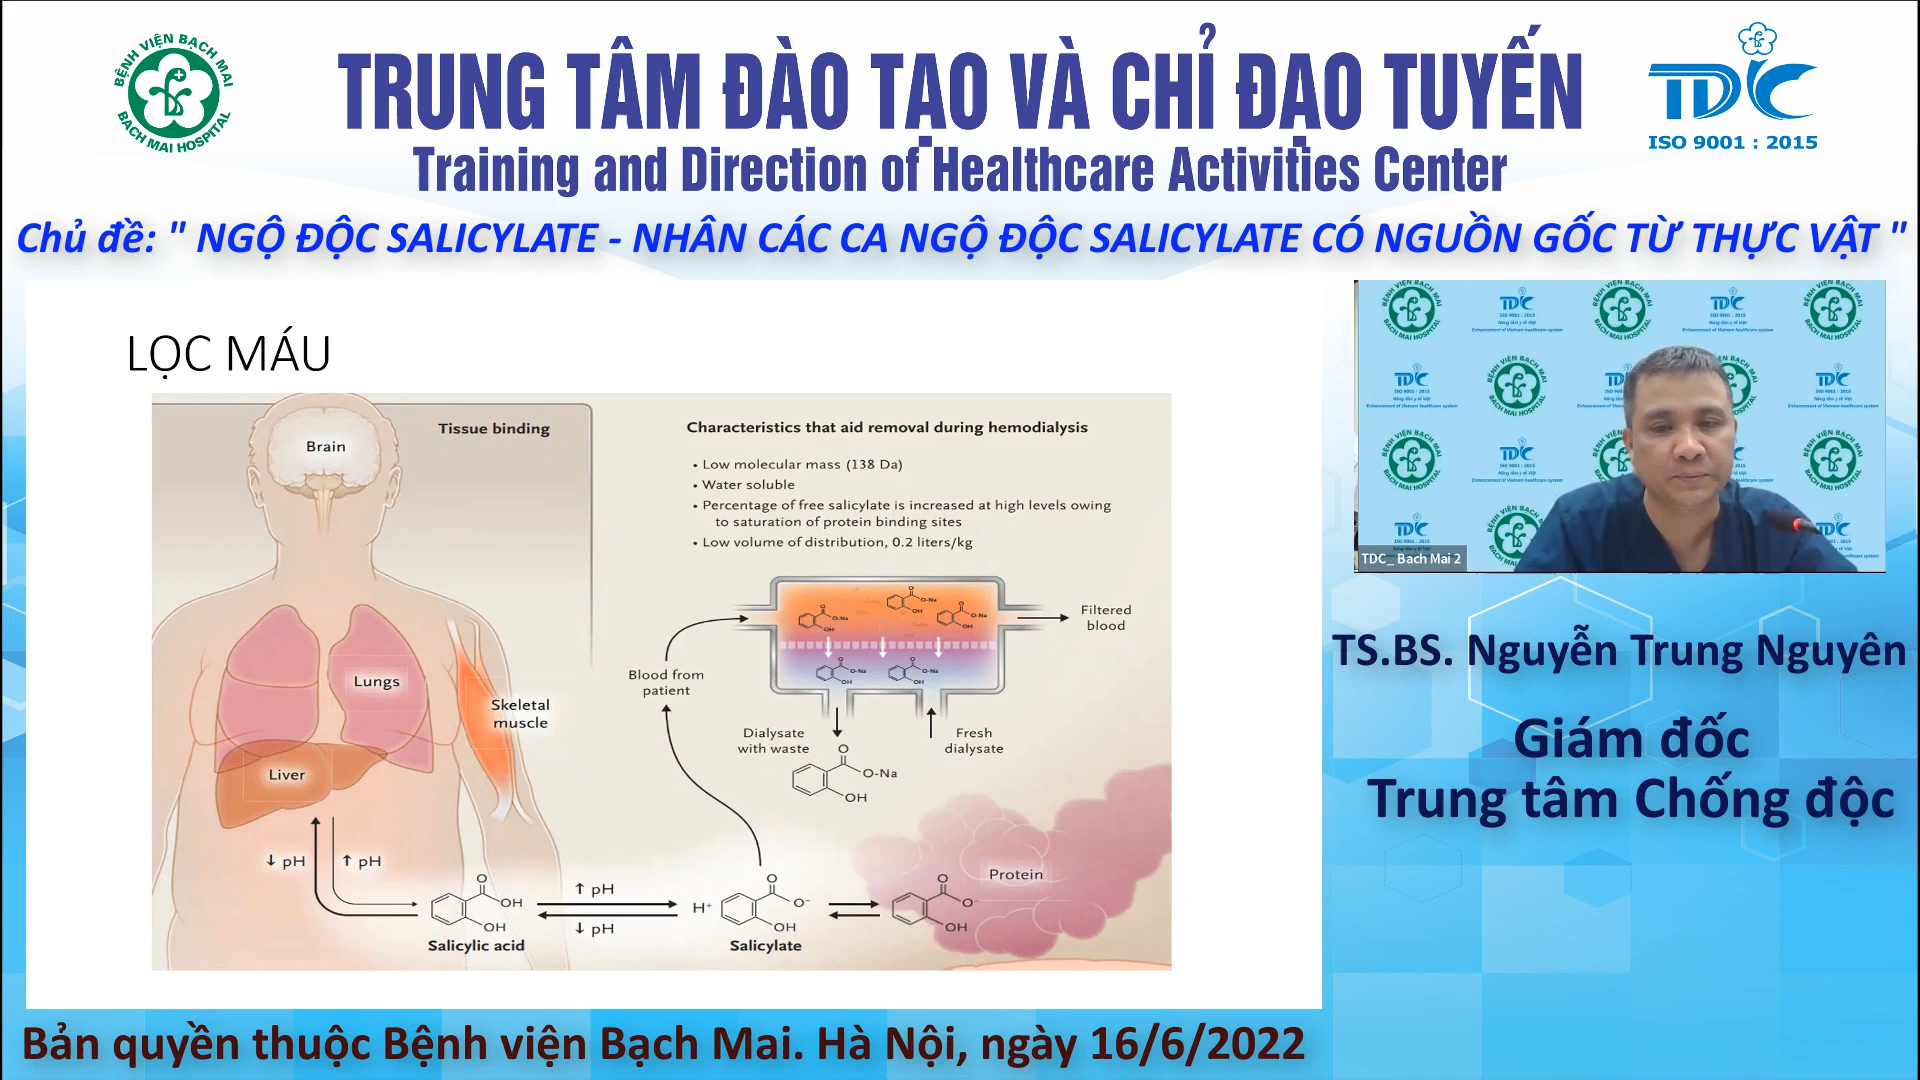 BỆNH VIỆN BẠCH MAI
BACH MAI HOSPITAL
TRUNG TÂM ĐÀO TẠO VÀ CHỈ ĐẠO TUYẾN
Training and Direction of Healthcare Activities Center
TDC
ISO 9001 : 2015
Chủ đề: " NGỘ ĐỘC SALICYLATE - NHÂN CÁC CA NGỘ ĐỘC SALICYLATE CÓ NGUỒN GỐC TỪ THỰC VẬT "
LỌC MÁU
Brain
Tissue binding
Lungs
Skeletal
muscle
Liver
↓ pH
↑ pH
Characteristics that aid removal during hemodialysis
• Low molecular mass (138 Da)
• Water soluble
• Percentage of free salicylate is increased at high levels owing
to saturation of protein binding sites
• Low volume of distribution, 0.2 liters/kg
Filtered
blood
Blood from
patient
Dialysate
with waste
Fresh
dialysate
O
O-Na
OH
Protein
O
OH
OH
Salicylic acid
↑ pH
↓ pH
H⁺
O
O⁻
OH
Salicylate
O
O⁻
OH
TDC_ Bach Mai 2
TS.BS. Nguyễn Trung Nguyên
Giám đốc
Trung tâm Chống độc
Bản quyền thuộc Bệnh viện Bạch Mai. Hà Nội, ngày 16/6/2022